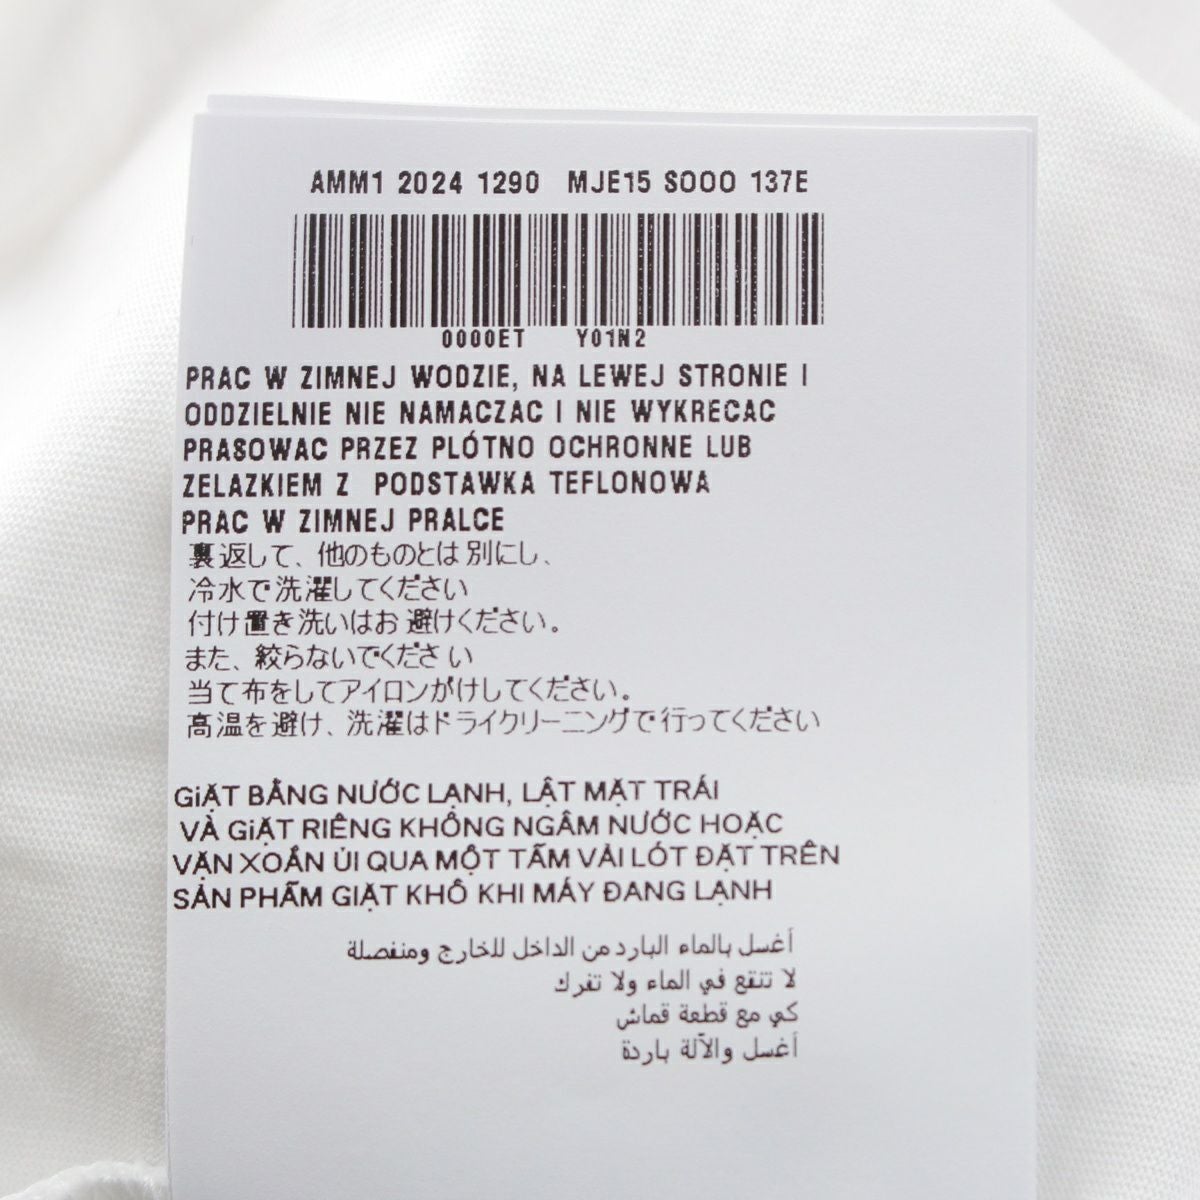 AMM1 2024 1290 MJE15 S000 137E
0000ET Y01N2
PRAC W ZIMNEJ WODZIE, NA LEWEJ STRONIE I
ODDZIELNIE NIE NAMACZAC I NIE WYKRECAC
PRASOWAC PRZEZ PLÓTNO OCHRONNE LUB
ZELAZKIEM Z PODSTAWKA TEFLONOWA
PRAC W ZIMNEJ PRALCE
裏返して、他のものとは別にし、
冷水で洗濯してください
付け置き洗いはお避けください。
また、絞らないでください
当て布をしてアイロンがけしてください。
高温を避け、洗濯はドライクリーニングで行ってください
GIẶT BẰNG NƯỚC LẠNH, LẬT MẶT TRÁI
VÀ GIẶT RIÊNG KHÔNG NGÂM NƯỚC HOẶC
VẶN XOẮN ỦI QUA MỘT TẤM VẢI LÓT ĐẶT TRÊN
SẢN PHẨM GIẶT KHÔ KHI MÁY ĐANG LẠNH
أغسل بالماء البارد من الداخل للخارج ومنفصلة
لا تنقع في الماء ولا تفرك
كي مع قطعة قماش
أغسل والآلة باردة